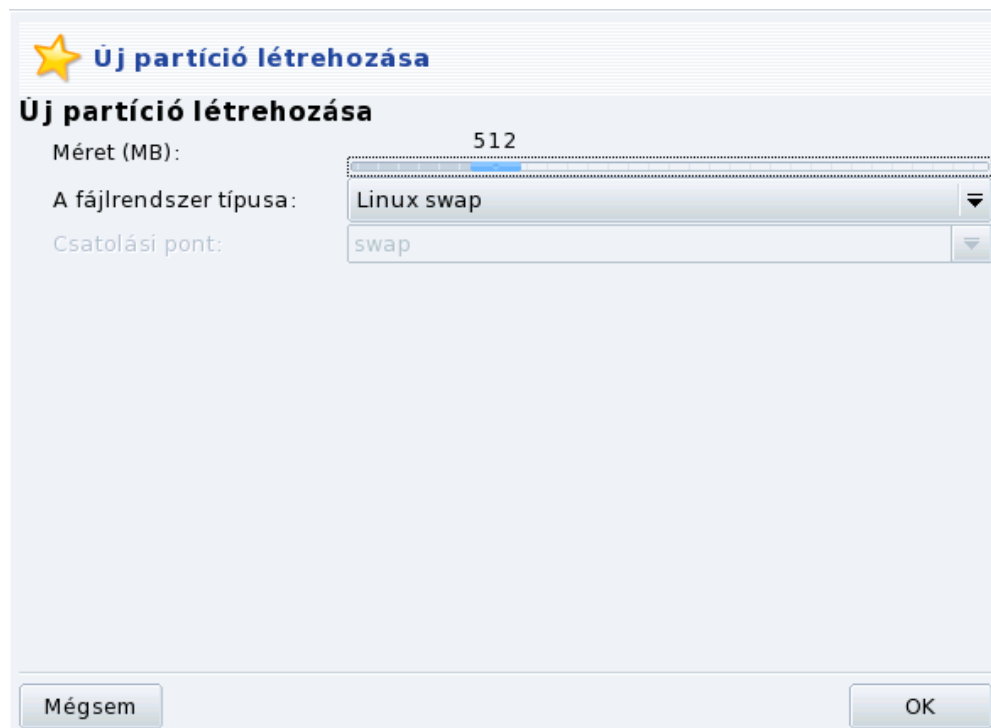 Új partíció létrehozása
Új partíció létrehozása
Méret (MB): 512
A fájlrendszer típusa: Linux swap
Csatolási pont: swap
Mégsem OK